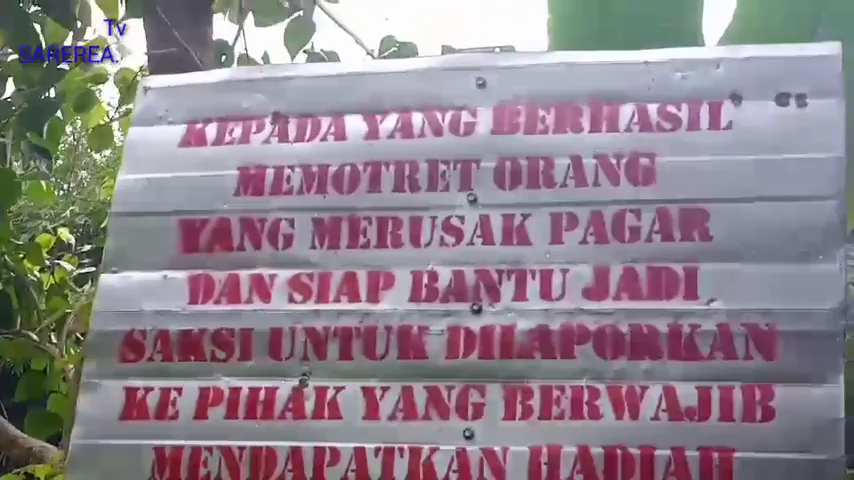 Tv
SAREREA
KEPADA YANG BERHASIL
MEMOTRET ORANG
YANG MERUSAK PAGAR
DAN SIAP BANTU JADI
SAKSI UNTUK DILAPORKAN
KE PIHAK YANG BERWAJIB
MENDAPATKAN HADIAH